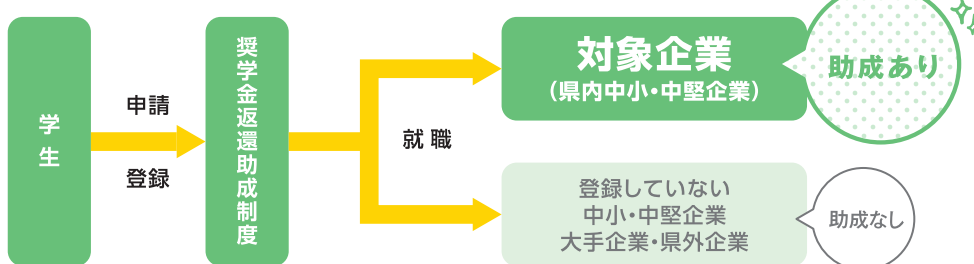 学生
申請
登録
奨学金返還助成制度
就職
対象企業
（県内中小・中堅企業）
助成あり
登録していない
中小・中堅企業
大手企業・県外企業
助成なし